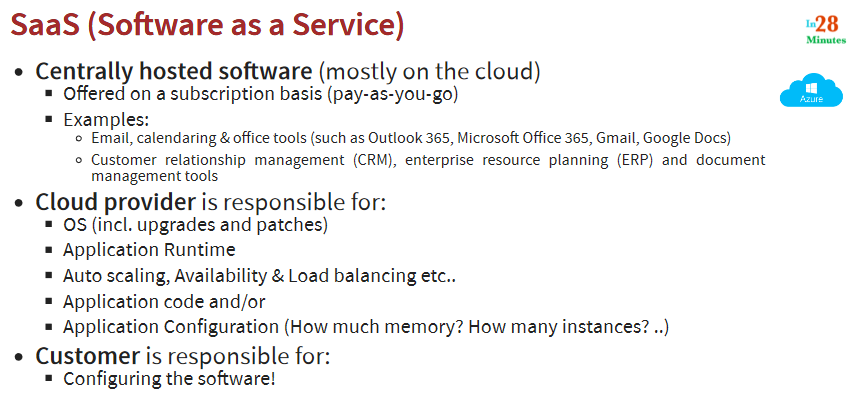 SaaS (Software as a Service)
In28
Minutes
Azure
• Centrally hosted software (mostly on the cloud)
▪ Offered on a subscription basis (pay-as-you-go)
▪ Examples:
◦ Email, calendaring & office tools (such as Outlook 365, Microsoft Office 365, Gmail, Google Docs)
◦ Customer relationship management (CRM), enterprise resource planning (ERP) and document
management tools
• Cloud provider is responsible for:
▪ OS (incl. upgrades and patches)
▪ Application Runtime
▪ Auto scaling, Availability & Load balancing etc..
▪ Application code and/or
▪ Application Configuration (How much memory? How many instances? ..)
• Customer is responsible for:
▪ Configuring the software!